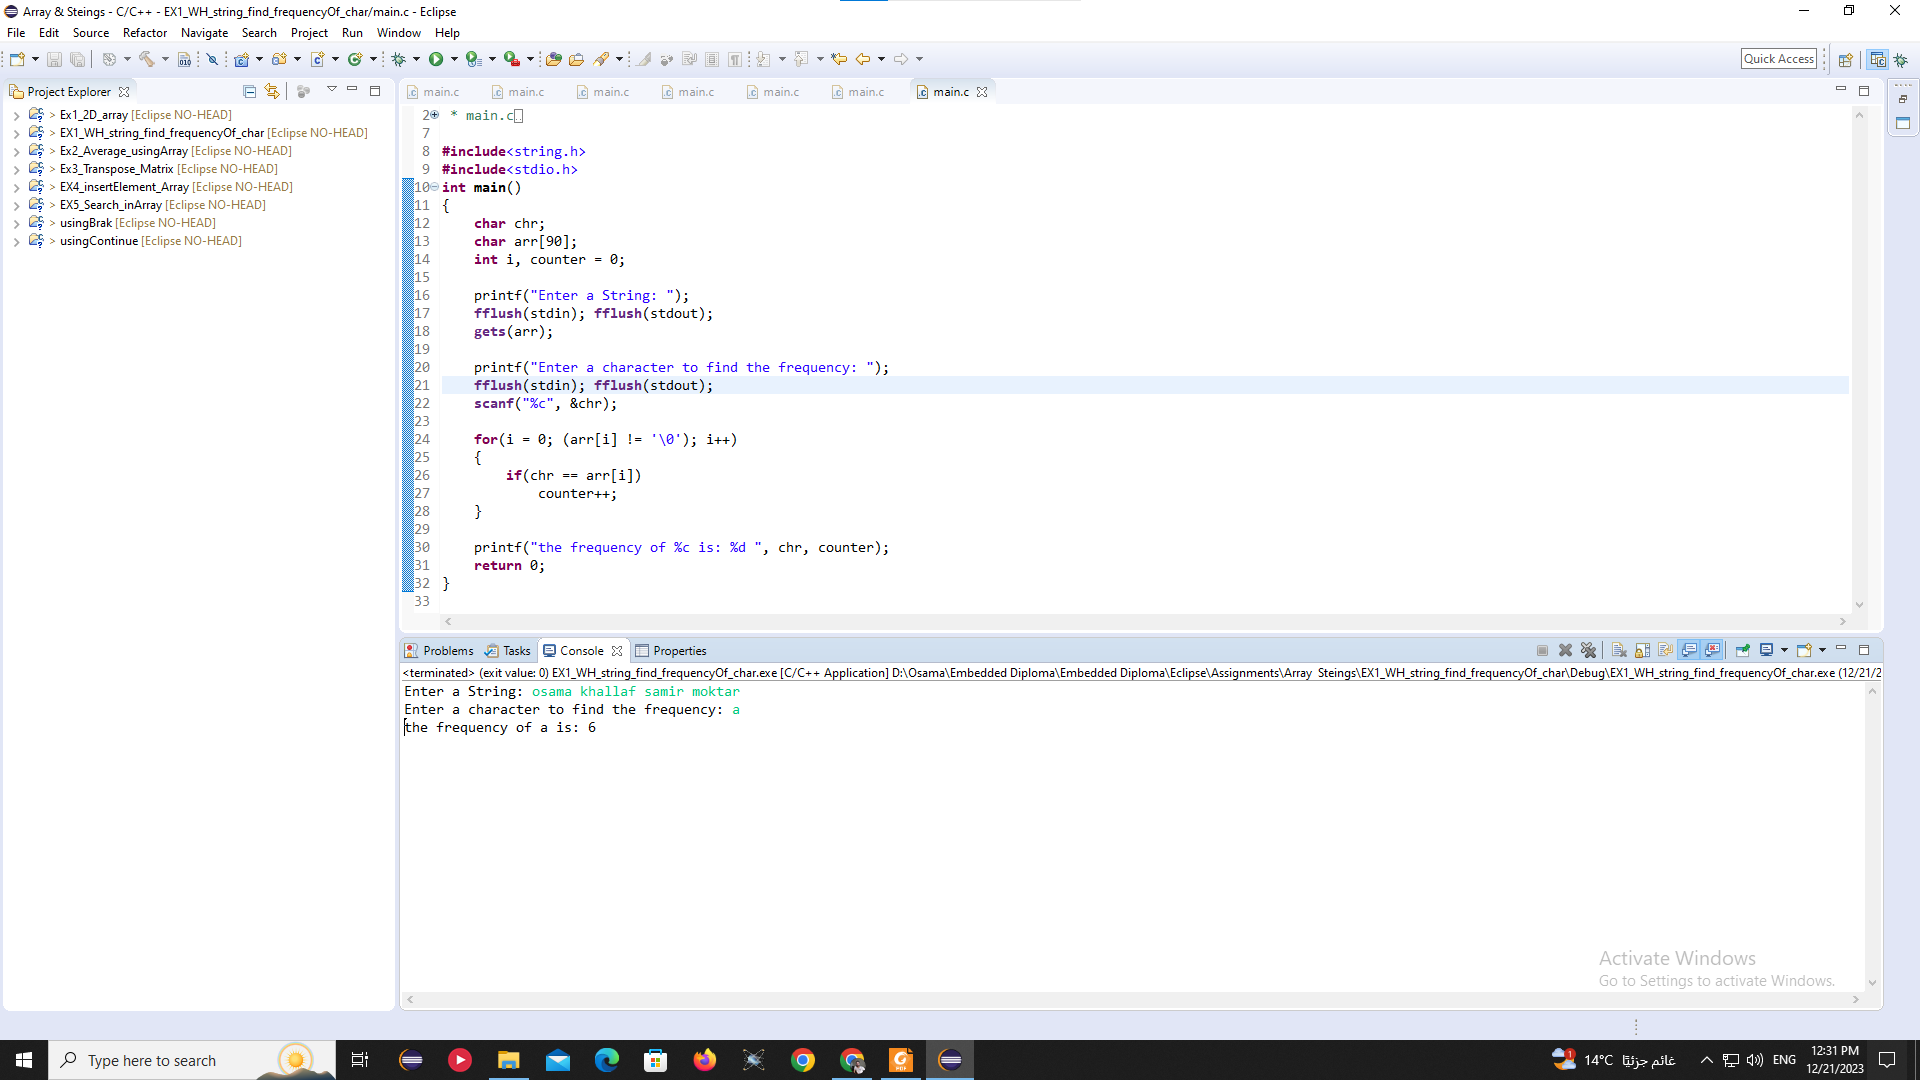 Array & Steings - C/C++ - EX1_WH_string_find_frequencyOf_char/main.c - Eclipse
File Edit Source Refactor Navigate Search Project Run Window Help
Quick Access
Project Explorer
> Ex1_2D_array [Eclipse NO-HEAD]
> EX1_WH_string_find_frequencyOf_char [Eclipse NO-HEAD]
> Ex2_Average_usingArray [Eclipse NO-HEAD]
> Ex3_Transpose_Matrix [Eclipse NO-HEAD]
> EX4_insertElement_Array [Eclipse NO-HEAD]
> EX5_Search_inArray [Eclipse NO-HEAD]
> usingBrak [Eclipse NO-HEAD]
> usingContinue [Eclipse NO-HEAD]
main.c main.c main.c main.c main.c main.c main.c
2 * main.c
7
8 #include<string.h>
9 #include<stdio.h>
10 int main()
11 {
12 char chr;
13 char arr[90];
14 int i, counter = 0;
15
16 printf("Enter a String: ");
17 fflush(stdin); fflush(stdout);
18 gets(arr);
19
20 printf("Enter a character to find the frequency: ");
21 fflush(stdin); fflush(stdout);
22 scanf("%c", &chr);
23
24 for(i = 0; (arr[i] != '\0'); i++)
25 {
26 if(chr == arr[i])
27 counter++;
28 }
29
30 printf("the frequency of %c is: %d ", chr, counter);
31 return 0;
32 }
33
Problems Tasks Console Properties
<terminated> (exit value: 0) EX1_WH_string_find_frequencyOf_char.exe [C/C++ Application] D:\Osama\Embedded Diploma\Embedded Diploma\Eclipse\Assignments\Array  Steings\EX1_WH_string_find_frequencyOf_char\Debug\EX1_WH_string_find_frequencyOf_char.exe (12/21/2
Enter a String: osama khallaf samir moktar
Enter a character to find the frequency: a
the frequency of a is: 6
Activate Windows
Go to Settings to activate Windows.
Type here to search
1 14°C غائم جزئيًا ENG 12:31 PM
12/21/2023